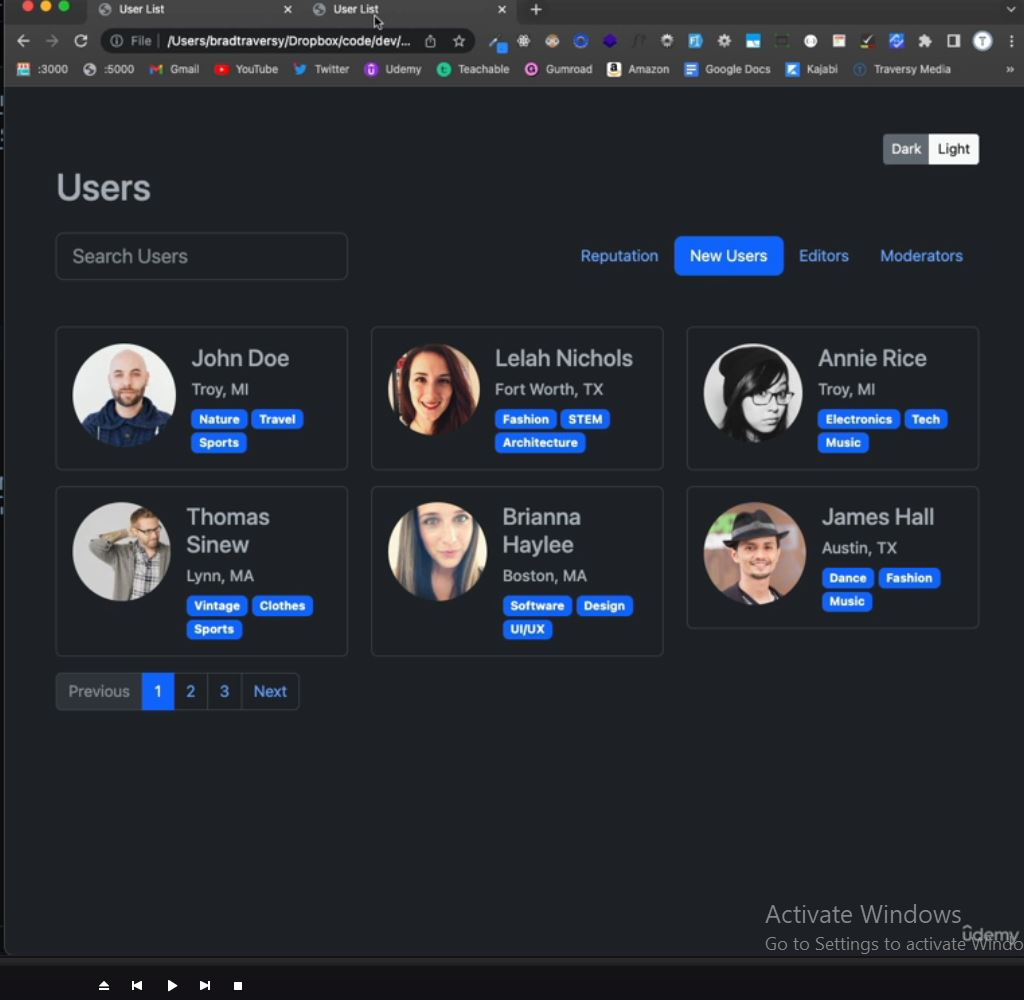 User List
User List
File /Users/bradtraversy/Dropbox/code/dev/...
:3000 :5000 Gmail YouTube Twitter Udemy Teachable Gumroad Amazon Google Docs Kajabi Traversy Media »
Dark Light
Users
Search Users
Reputation New Users Editors Moderators
John Doe
Troy, MI
Nature Travel
Sports
Lelah Nichols
Fort Worth, TX
Fashion STEM
Architecture
Annie Rice
Troy, MI
Electronics Tech
Music
Thomas
Sinew
Lynn, MA
Vintage Clothes
Sports
Brianna
Haylee
Boston, MA
Software Design
UI/UX
James Hall
Austin, TX
Dance Fashion
Music
Previous 1 2 3 Next
Activate Windows
Go to Settings to activate Windo
ûdemy